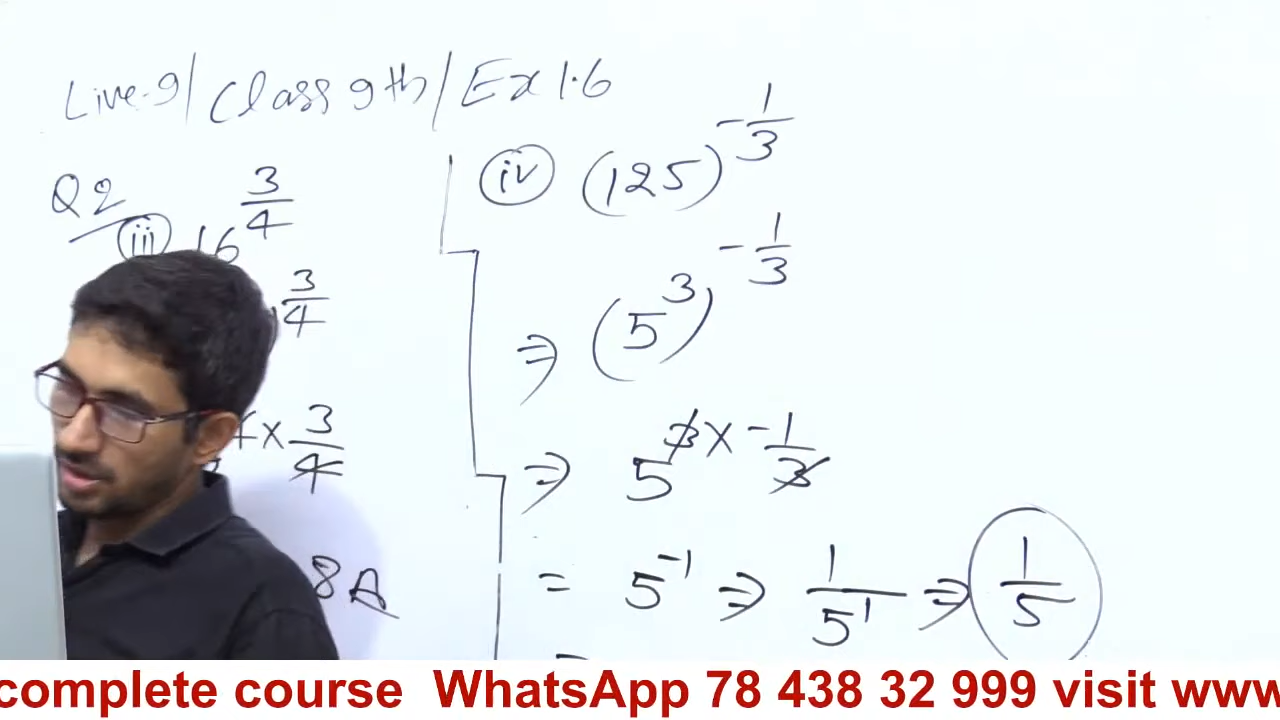 Live-9/Class 9th/Ex 1.6
Q2
iii 16^(3/4)
3/4
× 3/4
8 A
iv (125)^(-1/3)
⇒ (5^3)^(-1/3)
⇒ 5^(3 × -1/3)
= 5^(-1) ⇒ 1/5^1 ⇒ 1/5
complete course WhatsApp 78 438 32 999 visit www